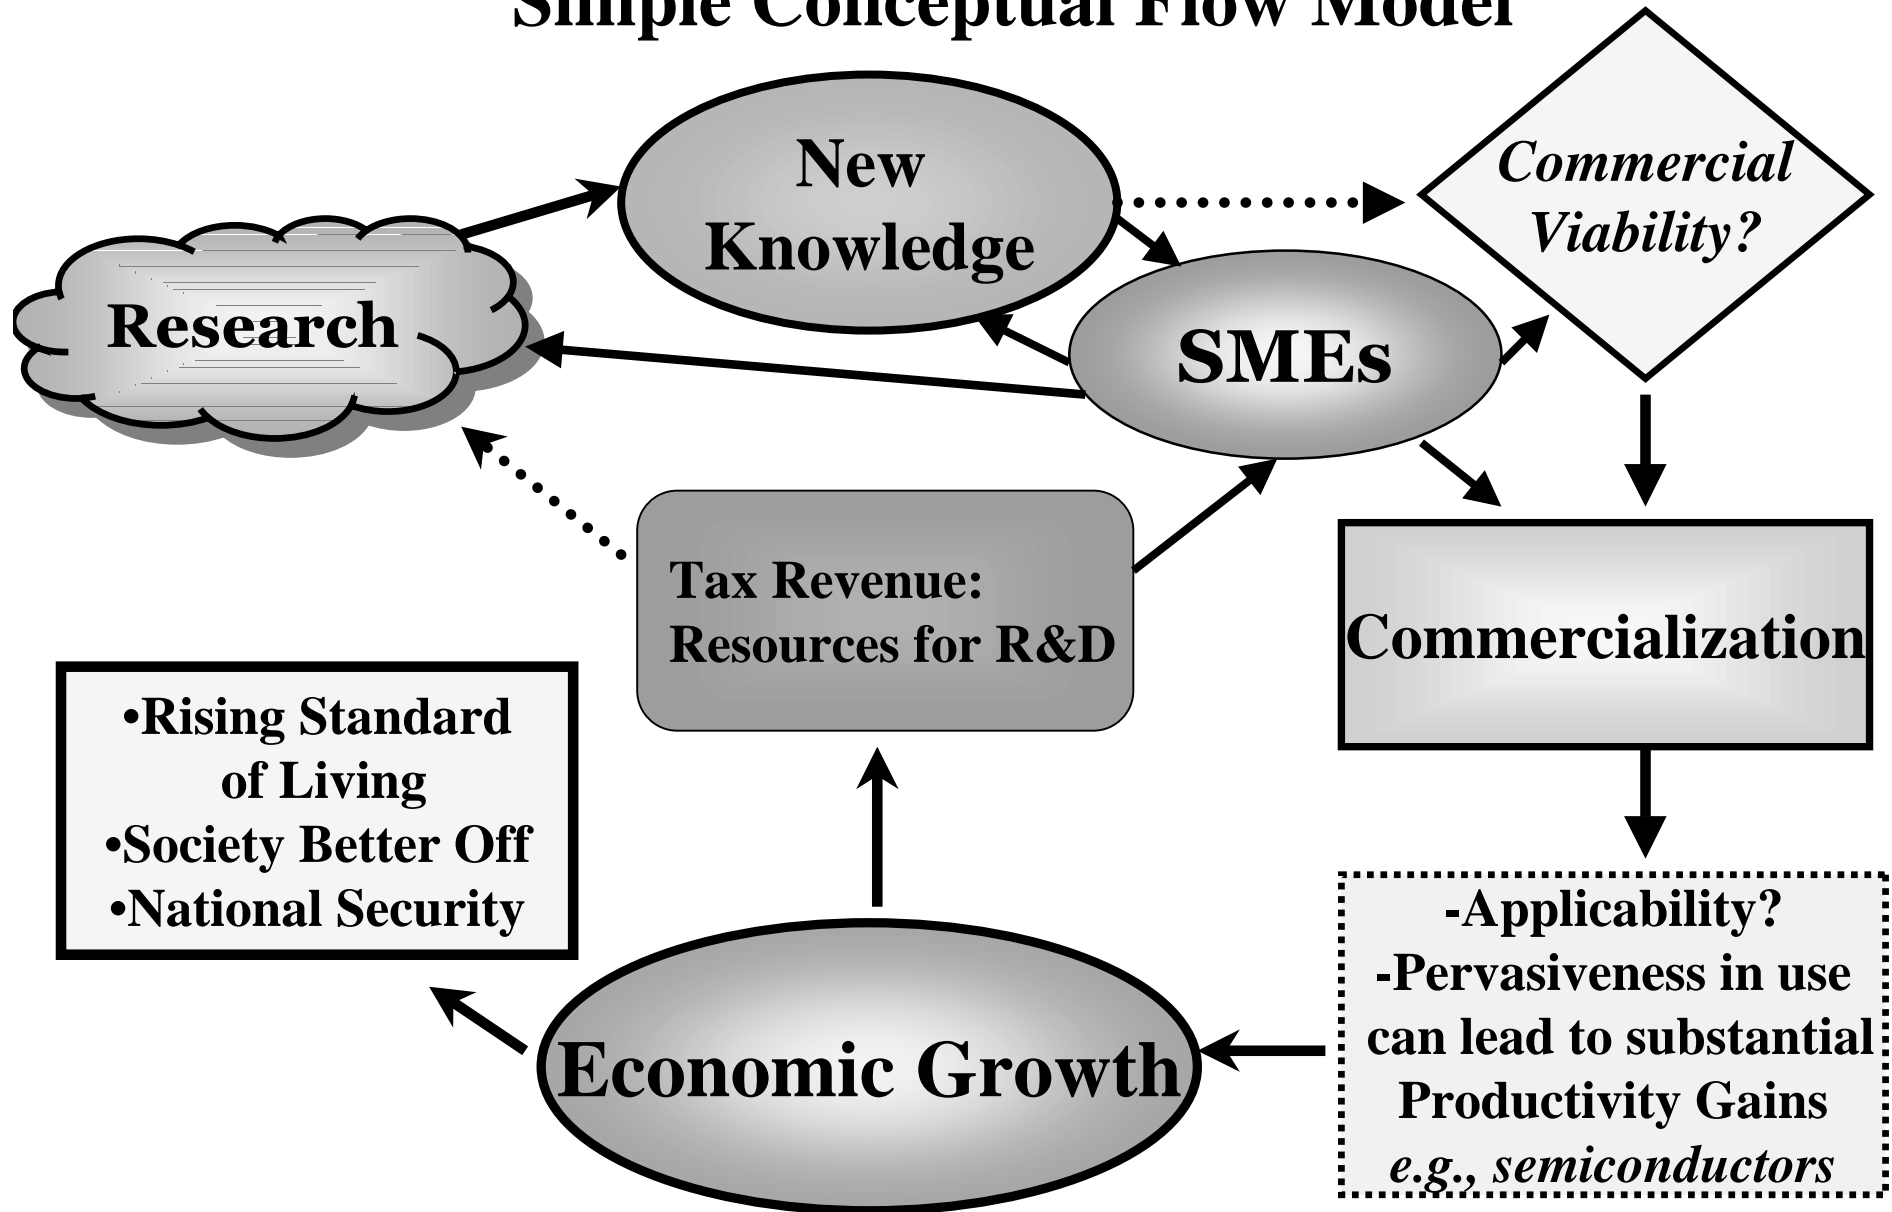 Simple Conceptual Flow Model
New
Knowledge
Commercial
Viability?
Research
SMEs
Tax Revenue:
Resources for R&D
Commercialization
•Rising Standard
of Living
•Society Better Off
•National Security
Economic Growth
-Applicability?
-Pervasiveness in use
can lead to substantial
Productivity Gains
e.g., semiconductors